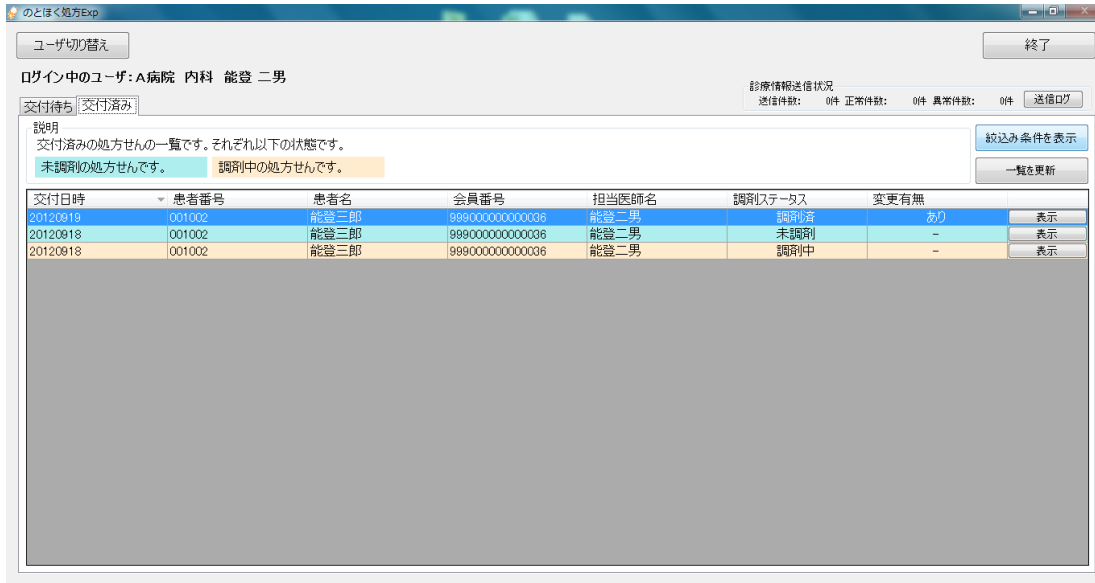 のとほく処方Exp
ユーザ切り替え
終了
ログイン中のユーザ:A病院 内科 能登 二男
診療情報送信状況
送信件数: 0件 正常件数: 0件 異常件数: 0件 送信ログ
交付待ち 交付済み
説明
交付済みの処方せんの一覧です。それぞれ以下の状態です。
絞込み条件を表示
未調剤の処方せんです。 調剤中の処方せんです。
一覧を更新
交付日時 患者番号 患者名 会員番号 担当医師名 調剤ステータス 変更有無
20120919 001002 能登三郎 999000000000036 能登二男 調剤済 あり 表示
20120918 001002 能登三郎 999000000000036 能登二男 未調剤 - 表示
20120918 001002 能登三郎 999000000000036 能登二男 調剤中 - 表示